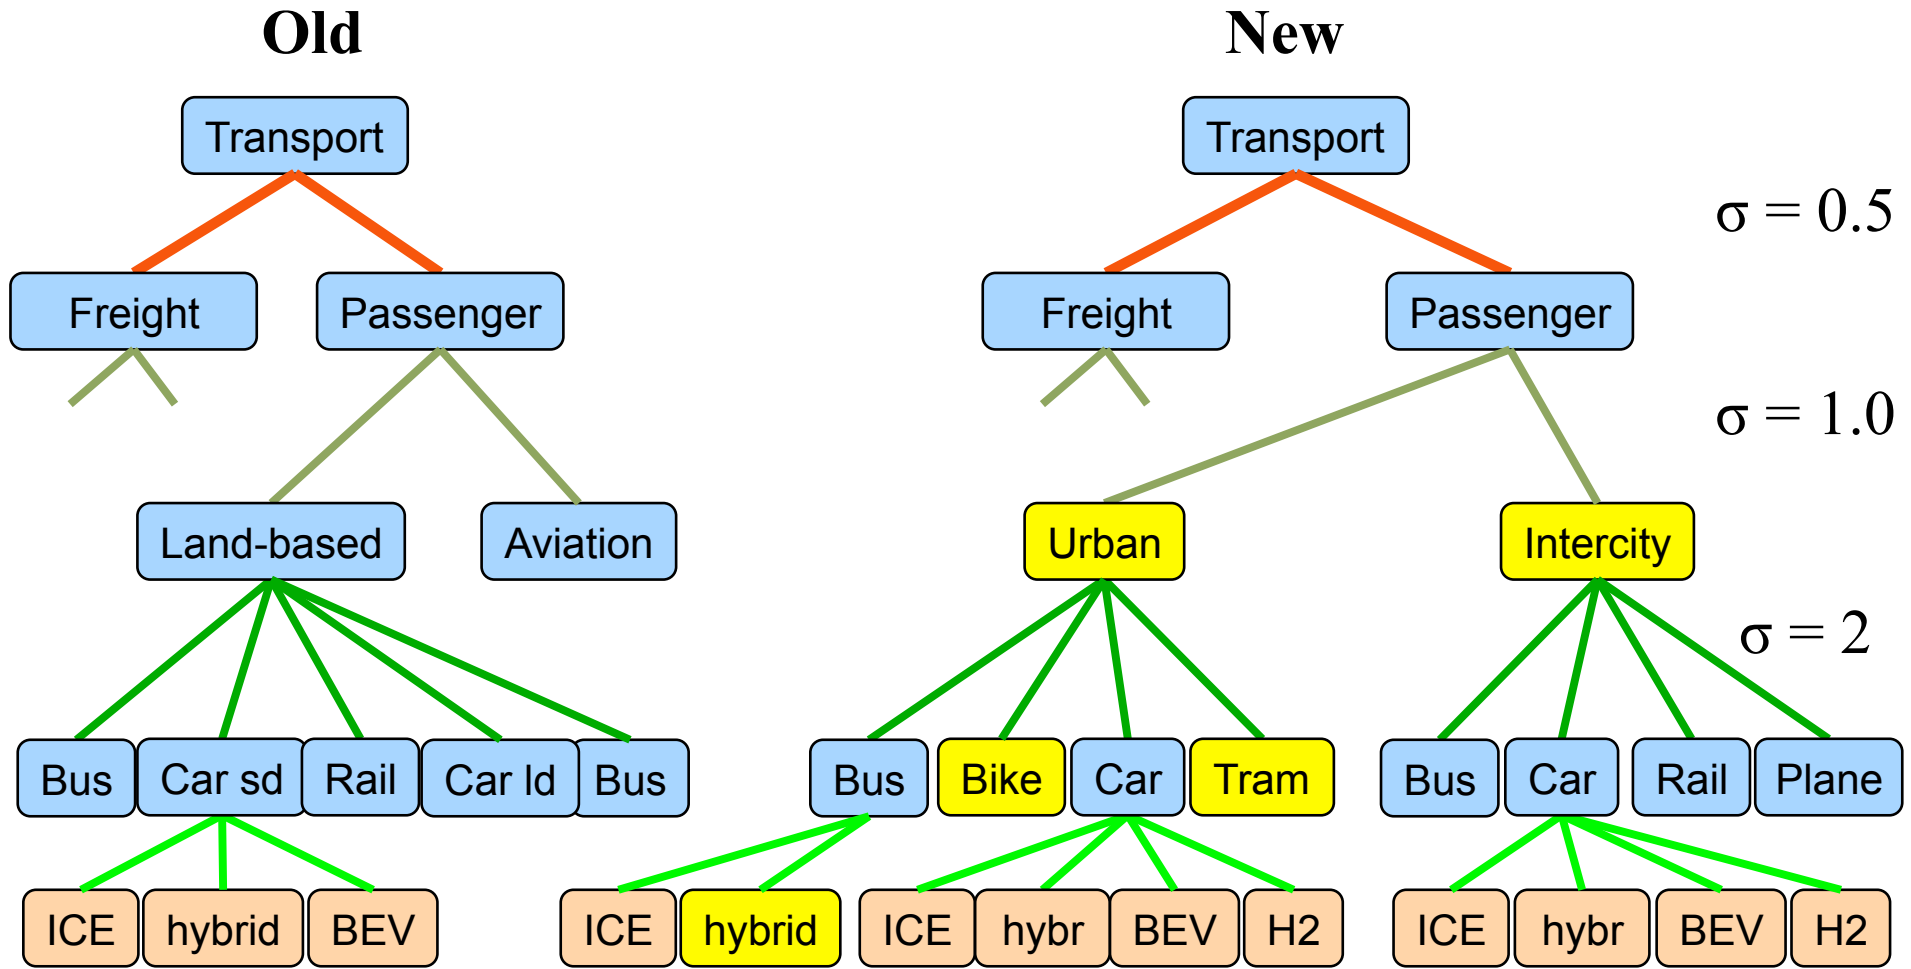 Old New
Transport Transport
σ = 0.5
Freight Passenger Freight Passenger
σ = 1.0
Land-based Aviation Urban Intercity
σ = 2
Bus Car sd Rail Car ld Bus Bus Bike Car Tram Bus Car Rail Plane
ICE hybrid BEV ICE hybrid ICE hybr BEV H2 ICE hybr BEV H2